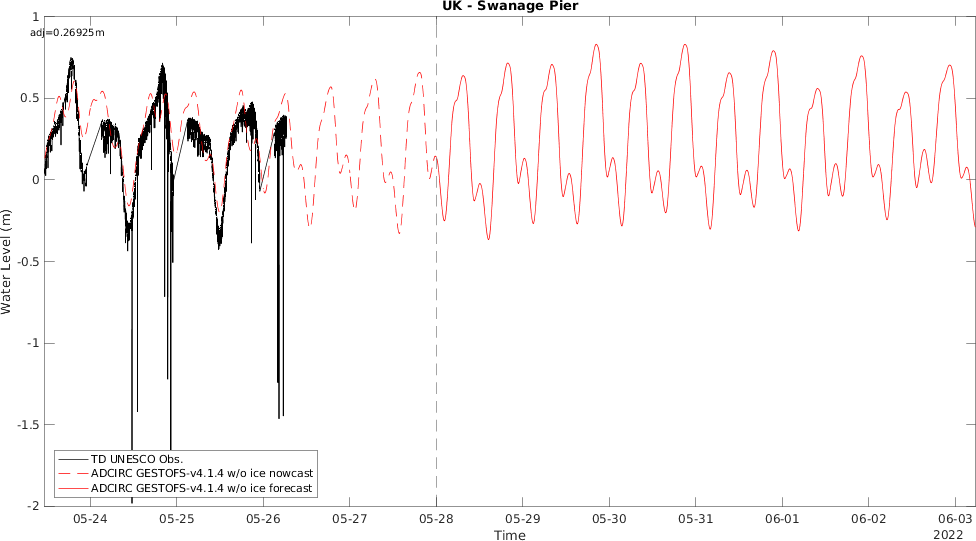 UK - Swanage Pier
adj=0.26925m
1
0.5
0
-0.5
-1
-1.5
-2
Water Level (m)
TD UNESCO Obs.
ADCIRC GESTOFS-v4.1.4 w/o ice nowcast
ADCIRC GESTOFS-v4.1.4 w/o ice forecast
05-24 05-25 05-26 05-27 05-28 05-29 05-30 05-31 06-01 06-02 06-03
Time 2022